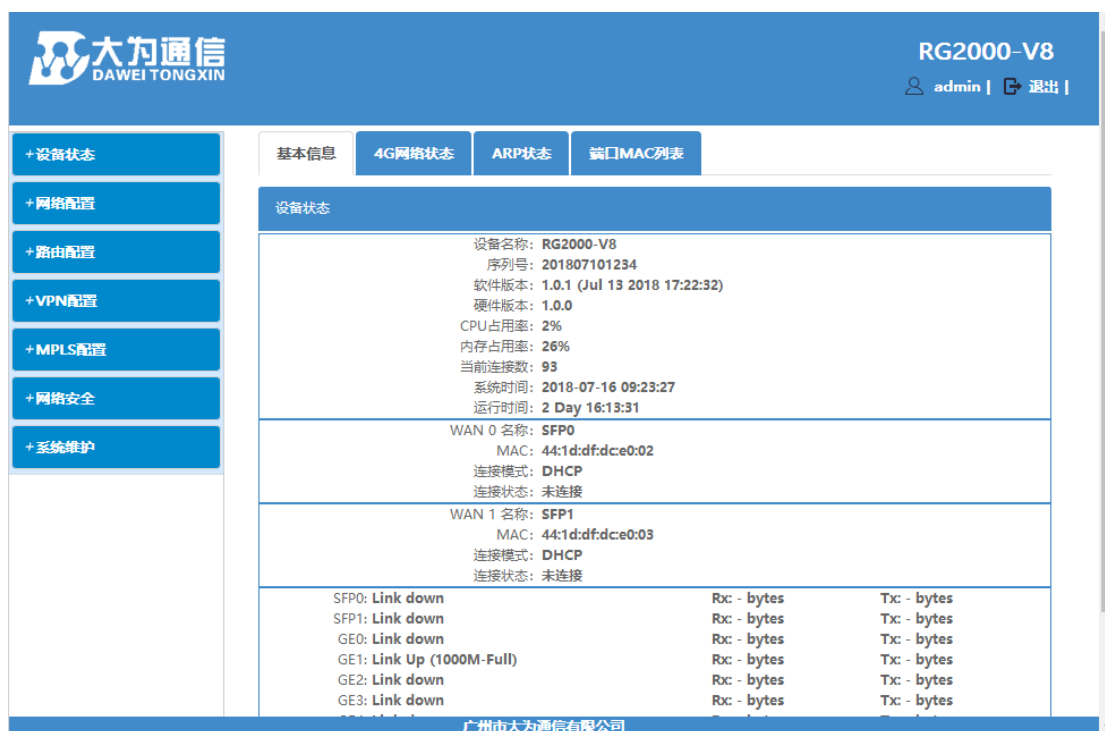 大为通信
DAWEI TONGXIN
RG2000-V8
admin | 退出 |
+设备状态
+网络配置
+路由配置
+VPN配置
+MPLS配置
+网络安全
+系统维护
基本信息 4G网络状态 ARP状态 端口MAC列表
设备状态
设备名称: RG2000-V8
序列号: 201807101234
软件版本: 1.0.1 (Jul 13 2018 17:22:32)
硬件版本: 1.0.0
CPU占用率: 2%
内存占用率: 26%
当前连接数: 93
系统时间: 2018-07-16 09:23:27
运行时间: 2 Day 16:13:31
WAN 0 名称: SFP0
MAC: 44:1d:df:dc:e0:02
连接模式: DHCP
连接状态: 未连接
WAN 1 名称: SFP1
MAC: 44:1d:df:dc:e0:03
连接模式: DHCP
连接状态: 未连接
SFP0: Link down Rx: - bytes Tx: - bytes
SFP1: Link down Rx: - bytes Tx: - bytes
GE0: Link down Rx: - bytes Tx: - bytes
GE1: Link Up (1000M-Full) Rx: - bytes Tx: - bytes
GE2: Link down Rx: - bytes Tx: - bytes
GE3: Link down Rx: - bytes Tx: - bytes
广州市大为通信有限公司